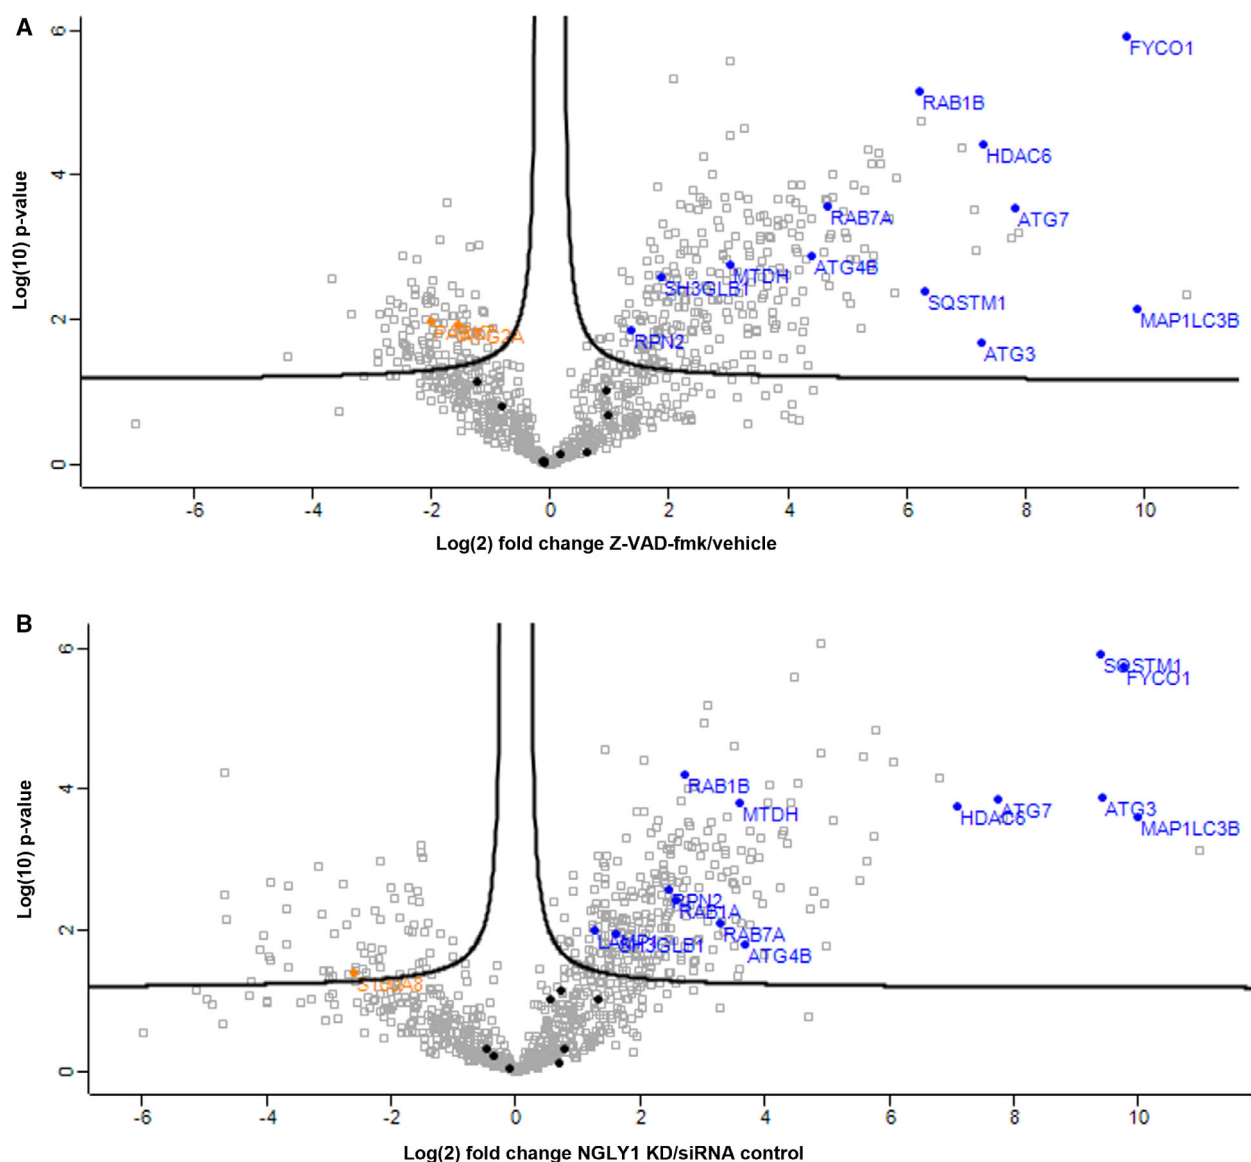 A
6
4
2
0
Log(10) p-value
FYCO1
RAB1B
HDAC6
RAB7A
ATG7
ATG4B
MTDH
SH3GLB1
SQSTM1
MAP1LC3B
RPN2
ATG3
-6 -4 -2 0 2 4 6 8 10
Log(2) fold change Z-VAD-fmk/vehicle
B
6
4
2
0
Log(10) p-value
SQSTM1
FYCO1
RAB1B
MTDH
HDAC6
ATG7
ATG3
MAP1LC3B
RPN2
RAB1A
RAB7A
LAMP1
SH3GLB1
ATG4B
S100A8
-6 -4 -2 0 2 4 6 8 10
Log(2) fold change NGLY1 KD/siRNA control